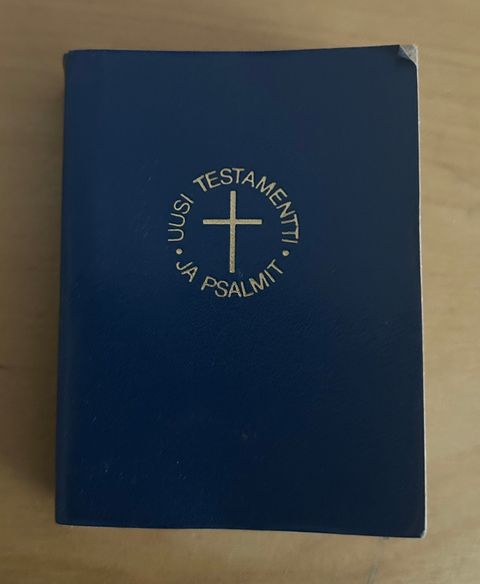 UUSI TESTAMENTTI
• JA PSALMIT •